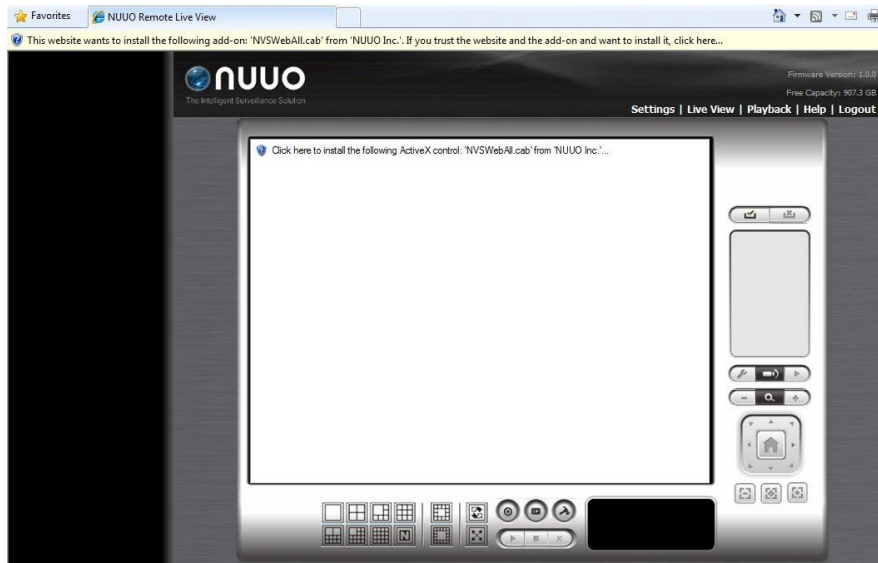 Favorites
NUUO Remote Live View
This website wants to install the following add-on: 'NVSWebAll.cab' from 'NUUO Inc.'. If you trust the website and the add-on and want to install it, click here...
NUUO
The Intelligent Surveillance Solution
Firmware Version: 1.0.0
Free Capacity: 907.3 GB
Settings | Live View | Playback | Help | Logout
Click here to install the following ActiveX control: 'NVSWebAll.cab' from 'NUUO Inc.'...
N